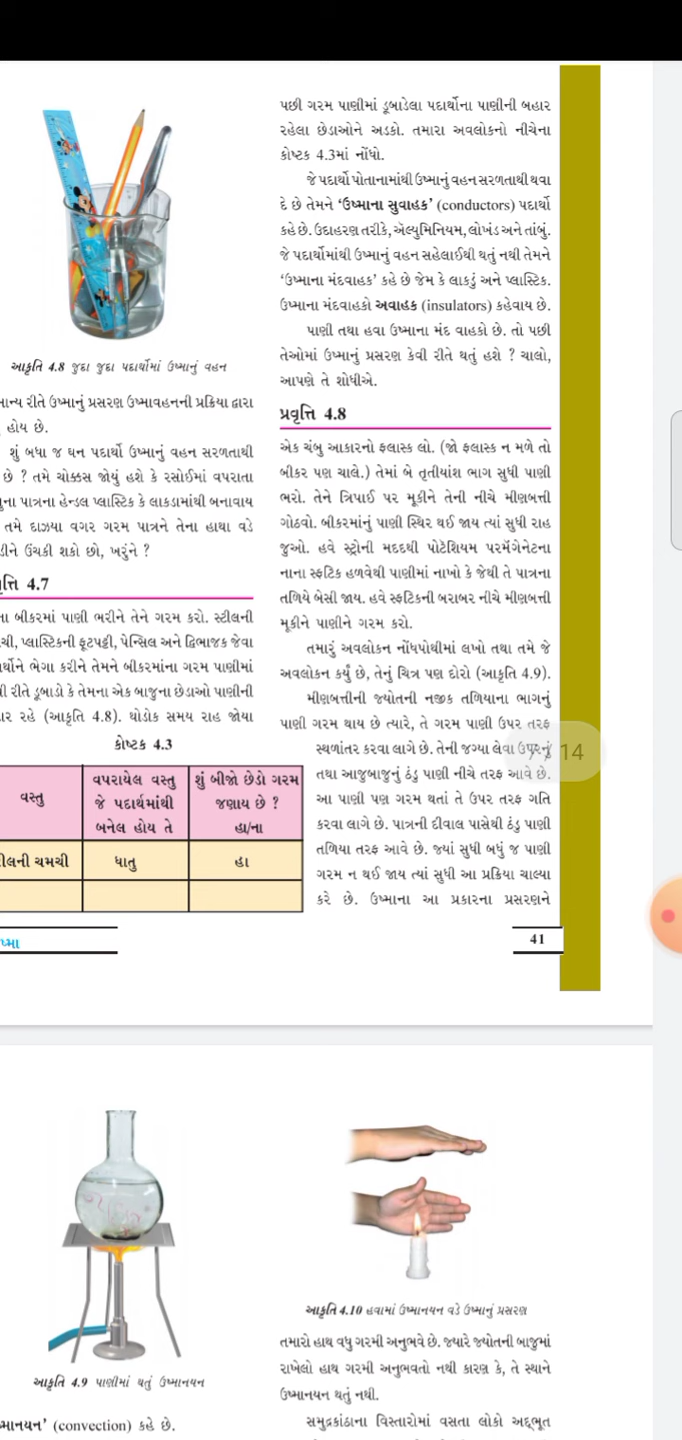 આકૃતિ 4.8 જુદા જુદા પદાર્થોમાં ઉષ્માનું વહન
રીતે ઉષ્માનું પ્રસરણ ઉષ્માવહનની પ્રક્રિયા દ્વારા
હોય છે.
શું બધા જ ઘન પદાર્થો ઉષ્માનું વહન સરળતાથી
છે ? તમે ચોક્કસ જોયું હશે કે રસોઈમાં વપરાતા
પાત્રના હેન્ડલ પ્લાસ્ટિક કે લાકડામાંથી બનાવાય
તમે દાઝ્યા વગર ગરમ પાત્રને તેના હાથા વડે
ઉંચકી શકો છો, ખરુંને ?
4.7
બીકરમાં પાણી ભરીને તેને ગરમ કરો. સ્ટીલની
પ્લાસ્ટિકની ફૂટપટ્ટી, પેન્સિલ અને દ્વિભાજક જેવા
ભેગા કરીને તેમને બીકરમાંના ગરમ પાણીમાં
રીતે ડૂબાડો કે તેમના એક બાજુના છેડાઓ પાણીની
રહે (આકૃતિ 4.8). થોડોક સમય રાહ જોયા
કોષ્ટક 4.3
વસ્તુ
વપરાયેલ વસ્તુ
જે પદાર્થમાંથી
બનેલ હોય તે
શું બીજો છેડો ગરમ
જણાય છે ?
હા/ના
ચમચી
ધાતુ
હા
પછી ગરમ પાણીમાં ડૂબાડેલા પદાર્થોના પાણીની બહાર
રહેલા છેડાઓને અડકો. તમારા અવલોકનો નીચેના
કોષ્ટક 4.3માં નોંધો.
જે પદાર્થો પોતાનામાંથી ઉષ્માનું વહન સરળતાથી થવા
દે છે તેમને ‘ઉષ્માના સુવાહક’ (conductors) પદાર્થો
કહે છે. ઉદાહરણ તરીકે, ઍલ્યુમિનિયમ, લોખંડ અને તાંબું.
જે પદાર્થોમાંથી ઉષ્માનું વહન સહેલાઈથી થતું નથી તેમને
‘ઉષ્માના મંદવાહક’ કહે છે જેમ કે લાકડું અને પ્લાસ્ટિક.
ઉષ્માના મંદવાહકો અવાહક (insulators) કહેવાય છે.
પાણી તથા હવા ઉષ્માના મંદ વાહકો છે. તો પછી
તેઓમાં ઉષ્માનું પ્રસરણ કેવી રીતે થતું હશે ? ચાલો,
આપણે તે શોધીએ.
પ્રવૃત્તિ 4.8
એક ચંબુ આકારનો ફ્લાસ્ક લો. (જો ફ્લાસ્ક ન મળે તો
બીકર પણ ચાલે.) તેમાં બે તૃતીયાંશ ભાગ સુધી પાણી
ભરો. તેને ત્રિપાઈ પર મૂકીને તેની નીચે મીણબત્તી
ગોઠવો. બીકરમાંનું પાણી સ્થિર થઈ જાય ત્યાં સુધી રાહ
જુઓ. હવે સ્ટ્રોની મદદથી પોટેશિયમ પરમૅંગેનેટના
નાના સ્ફટિક હળવેથી પાણીમાં નાખો કે જેથી તે પાત્રના
તળિયે બેસી જાય. હવે સ્ફટિકની બરાબર નીચે મીણબત્તી
મૂકીને પાણીને ગરમ કરો.
તમારું અવલોકન નોંધપોથીમાં લખો તથા તમે જે
અવલોકન કર્યું છે, તેનું ચિત્ર પણ દોરો (આકૃતિ 4.9).
મીણબત્તીની જ્યોતની નજીક તળિયાના ભાગનું
પાણી ગરમ થાય છે ત્યારે, તે ગરમ પાણી ઉપર તરફ
સ્થળાંતર કરવા લાગે છે. તેની જગ્યા લેવા ઉપરનું
તથા આજુબાજુનું ઠંડુ પાણી નીચે તરફ આવે છે.
આ પાણી પણ ગરમ થતાં તે ઉપર તરફ ગતિ
કરવા લાગે છે. પાત્રની દીવાલ પાસેથી ઠંડુ પાણી
તળિયા તરફ આવે છે. જ્યાં સુધી બધું જ પાણી
ગરમ ન થઈ જાય ત્યાં સુધી આ પ્રક્રિયા ચાલ્યા
કરે છે. ઉષ્માના આ પ્રકારના પ્રસરણને
14
41
આકૃતિ 4.9 પાણીમાં થતું ઉષ્માનયન
(convection) કહે છે.
આકૃતિ 4.10 હવામાં ઉષ્માનયન વડે ઉષ્માનું પ્રસરણ
તમારો હાથ વધુ ગરમી અનુભવે છે. જ્યારે જ્યોતની બાજુમાં
રાખેલો હાથ ગરમી અનુભવતો નથી કારણ કે, તે સ્થાને
ઉષ્માનયન થતું નથી.
સમુદ્રકાંઠાના વિસ્તારોમાં વસતા લોકો અદ્ભૂત